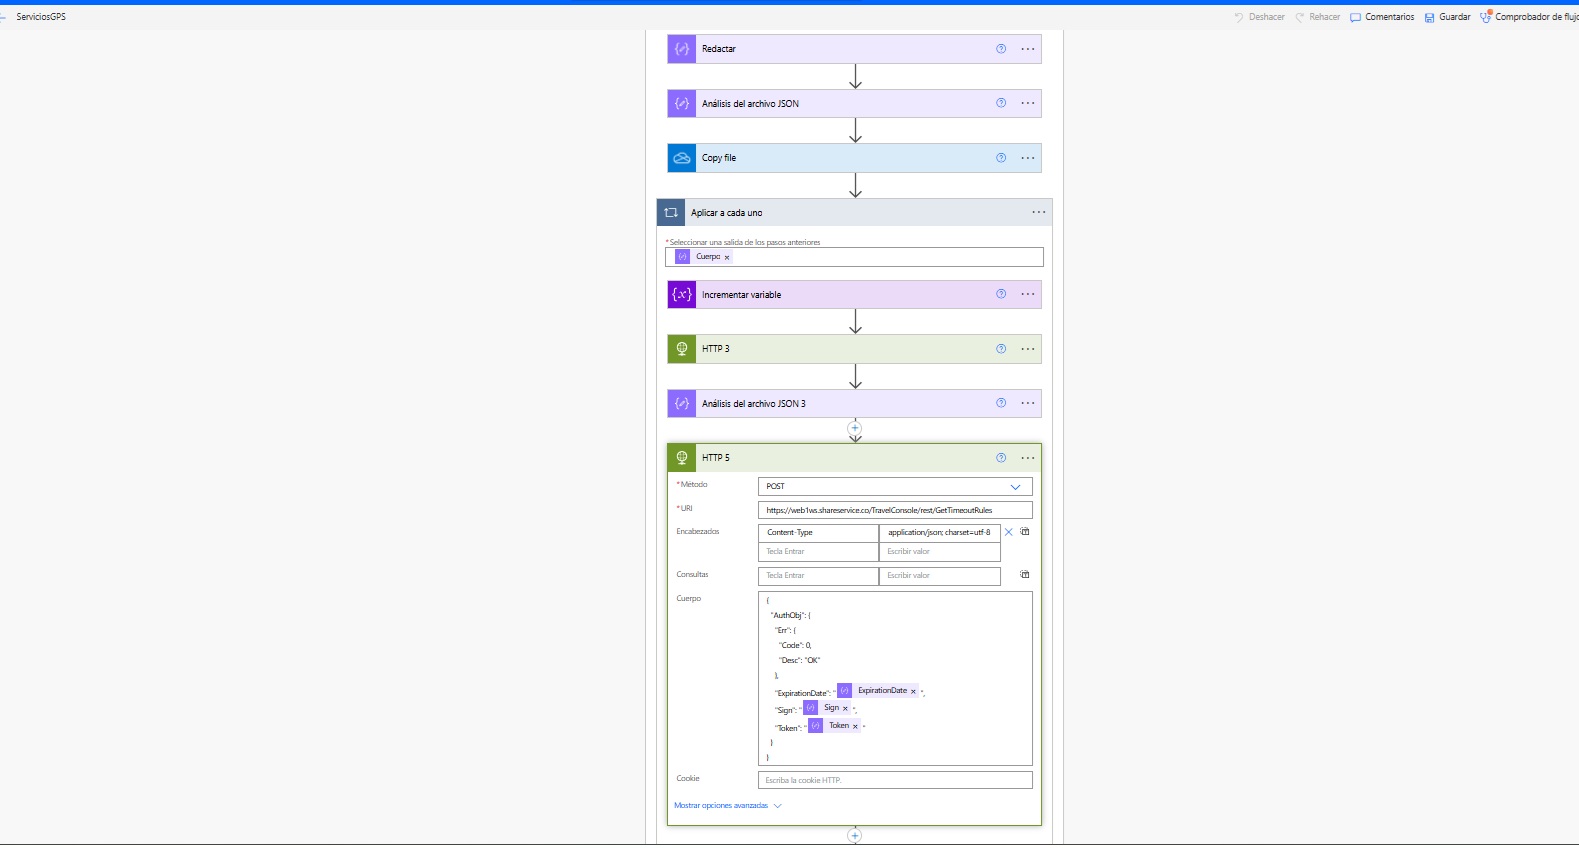 ServiciosGPS
Deshacer Rehacer Comentarios Guardar Comprobador de flujo
Redactar
Análisis del archivo JSON
Copy file
Aplicar a cada uno
*Seleccionar una salida de los pasos anteriores
Cuerpo ×
Incrementar variable
HTTP 3
Análisis del archivo JSON 3
HTTP 5
*Método POST
*URI https://web1ws.shareservice.co/TravelConsole/rest/GetTimeoutRules
Encabezados Content-Type application/json; charset=utf-8
Tecla Entrar Escribir valor
Consultas Tecla Entrar Escribir valor
Cuerpo {
"AuthObj": {
"Err": {
"Code": 0,
"Desc": "OK"
},
"ExpirationDate": " ExpirationDate × ",
"Sign": " Sign × ",
"Token": " Token × "
}
}
Cookie Escriba la cookie HTTP.
Mostrar opciones avanzadas